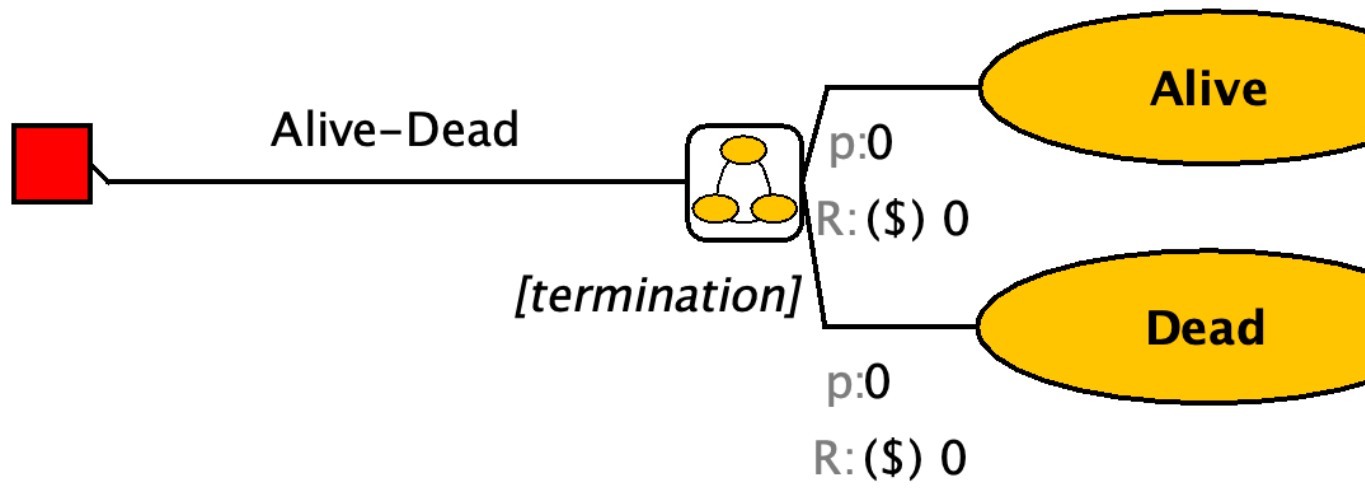 Alive
Alive–Dead
p:0
R: ($) 0
[termination]
Dead
p:0
R: ($) 0